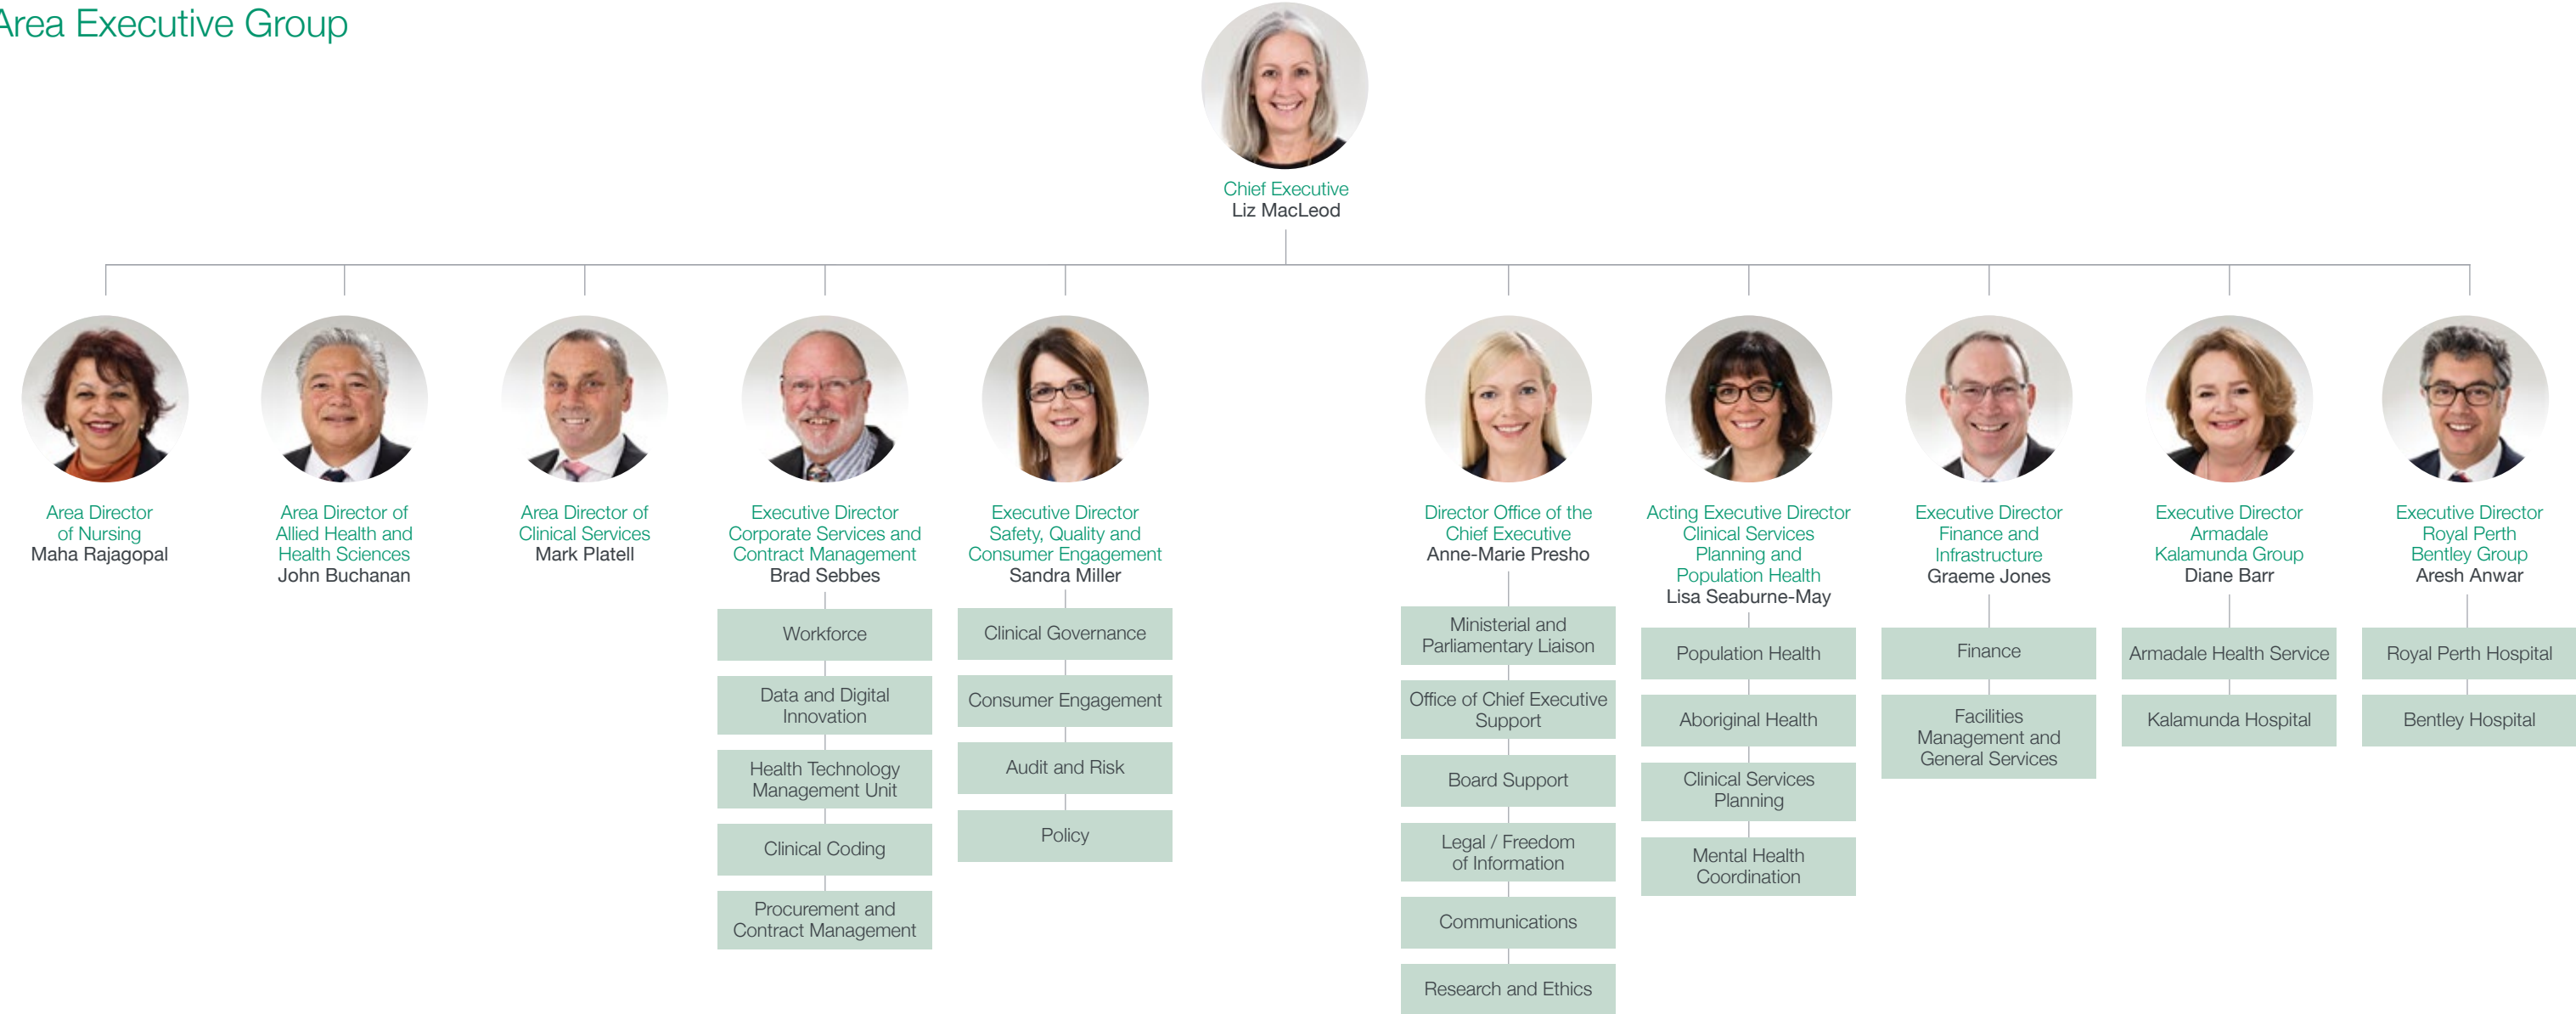 Area Executive Group
Chief Executive
Liz MacLeod
Area Director
of Nursing
Maha Rajagopal
Area Director of
Allied Health and
Health Sciences
John Buchanan
Area Director of
Clinical Services
Mark Platell
Executive Director
Corporate Services and
Contract Management
Brad Sebbes
Workforce
Data and Digital
Innovation
Health Technology
Management Unit
Clinical Coding
Procurement and
Contract Management
Executive Director
Safety, Quality and
Consumer Engagement
Sandra Miller
Clinical Governance
Consumer Engagement
Audit and Risk
Policy
Director Office of the
Chief Executive
Anne-Marie Presho
Ministerial and
Parliamentary Liaison
Office of Chief Executive
Support
Board Support
Legal / Freedom
of Information
Communications
Research and Ethics
Acting Executive Director
Clinical Services
Planning and
Population Health
Lisa Seaburne-May
Population Health
Aboriginal Health
Clinical Services
Planning
Mental Health
Coordination
Executive Director
Finance and
Infrastructure
Graeme Jones
Finance
Facilities
Management and
General Services
Executive Director
Armadale
Kalamunda Group
Diane Barr
Armadale Health Service
Kalamunda Hospital
Executive Director
Royal Perth
Bentley Group
Aresh Anwar
Royal Perth Hospital
Bentley Hospital